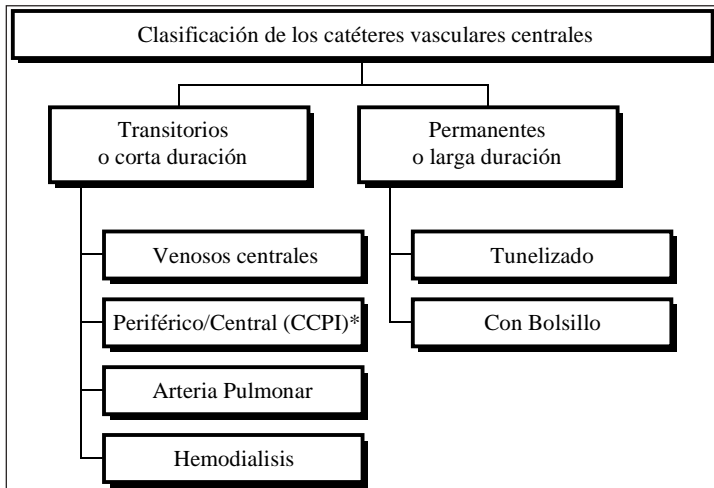 Clasificación de los catéteres vasculares centrales
Transitorios
o corta duración
Permanentes
o larga duración
Venosos centrales
Periférico/Central (CCPI)*
Arteria Pulmonar
Hemodialisis
Tunelizado
Con Bolsillo